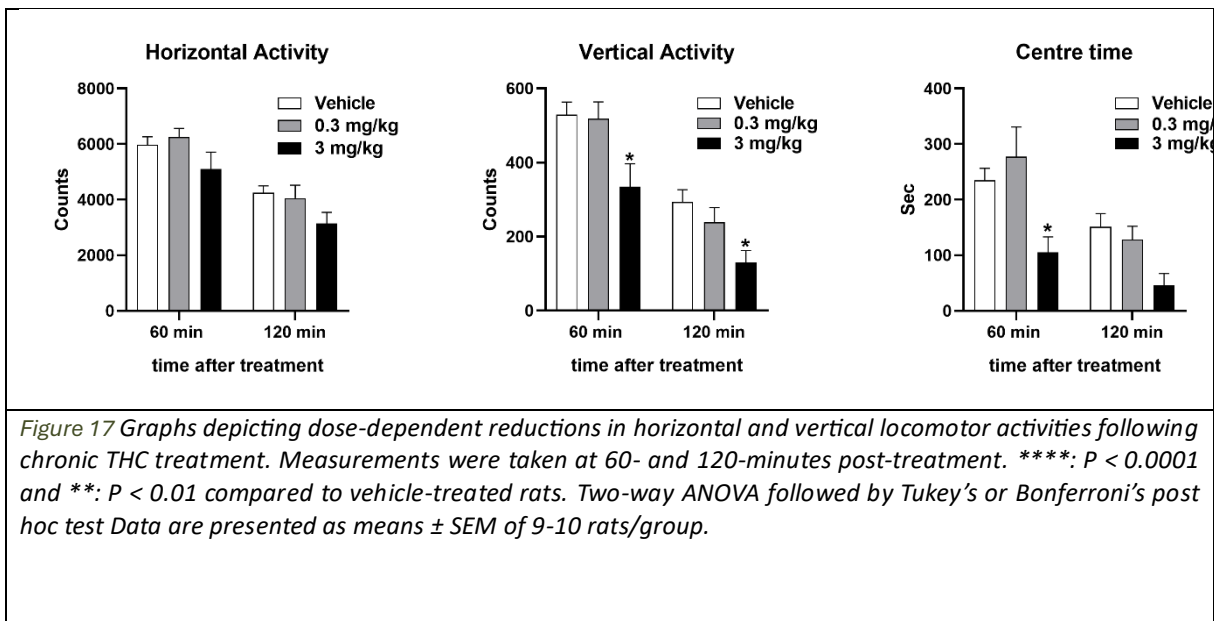 Horizontal Activity
8000
6000
4000
2000
0
Counts
Vehicle
0.3 mg/kg
3 mg/kg
60 min
120 min
time after treatment
Vertical Activity
600
400
200
0
Counts
Vehicle
0.3 mg/kg
3 mg/kg
*
*
60 min
120 min
time after treatment
Centre time
400
300
200
100
0
Sec
Vehicle
0.3 mg/
3 mg/kg
*
60 min
120 min
time after treatment
Figure 17 Graphs depicting dose-dependent reductions in horizontal and vertical locomotor activities following
chronic THC treatment. Measurements were taken at 60- and 120-minutes post-treatment. ****: P < 0.0001
and **: P < 0.01 compared to vehicle-treated rats. Two-way ANOVA followed by Tukey’s or Bonferroni’s post
hoc test Data are presented as means ± SEM of 9-10 rats/group.